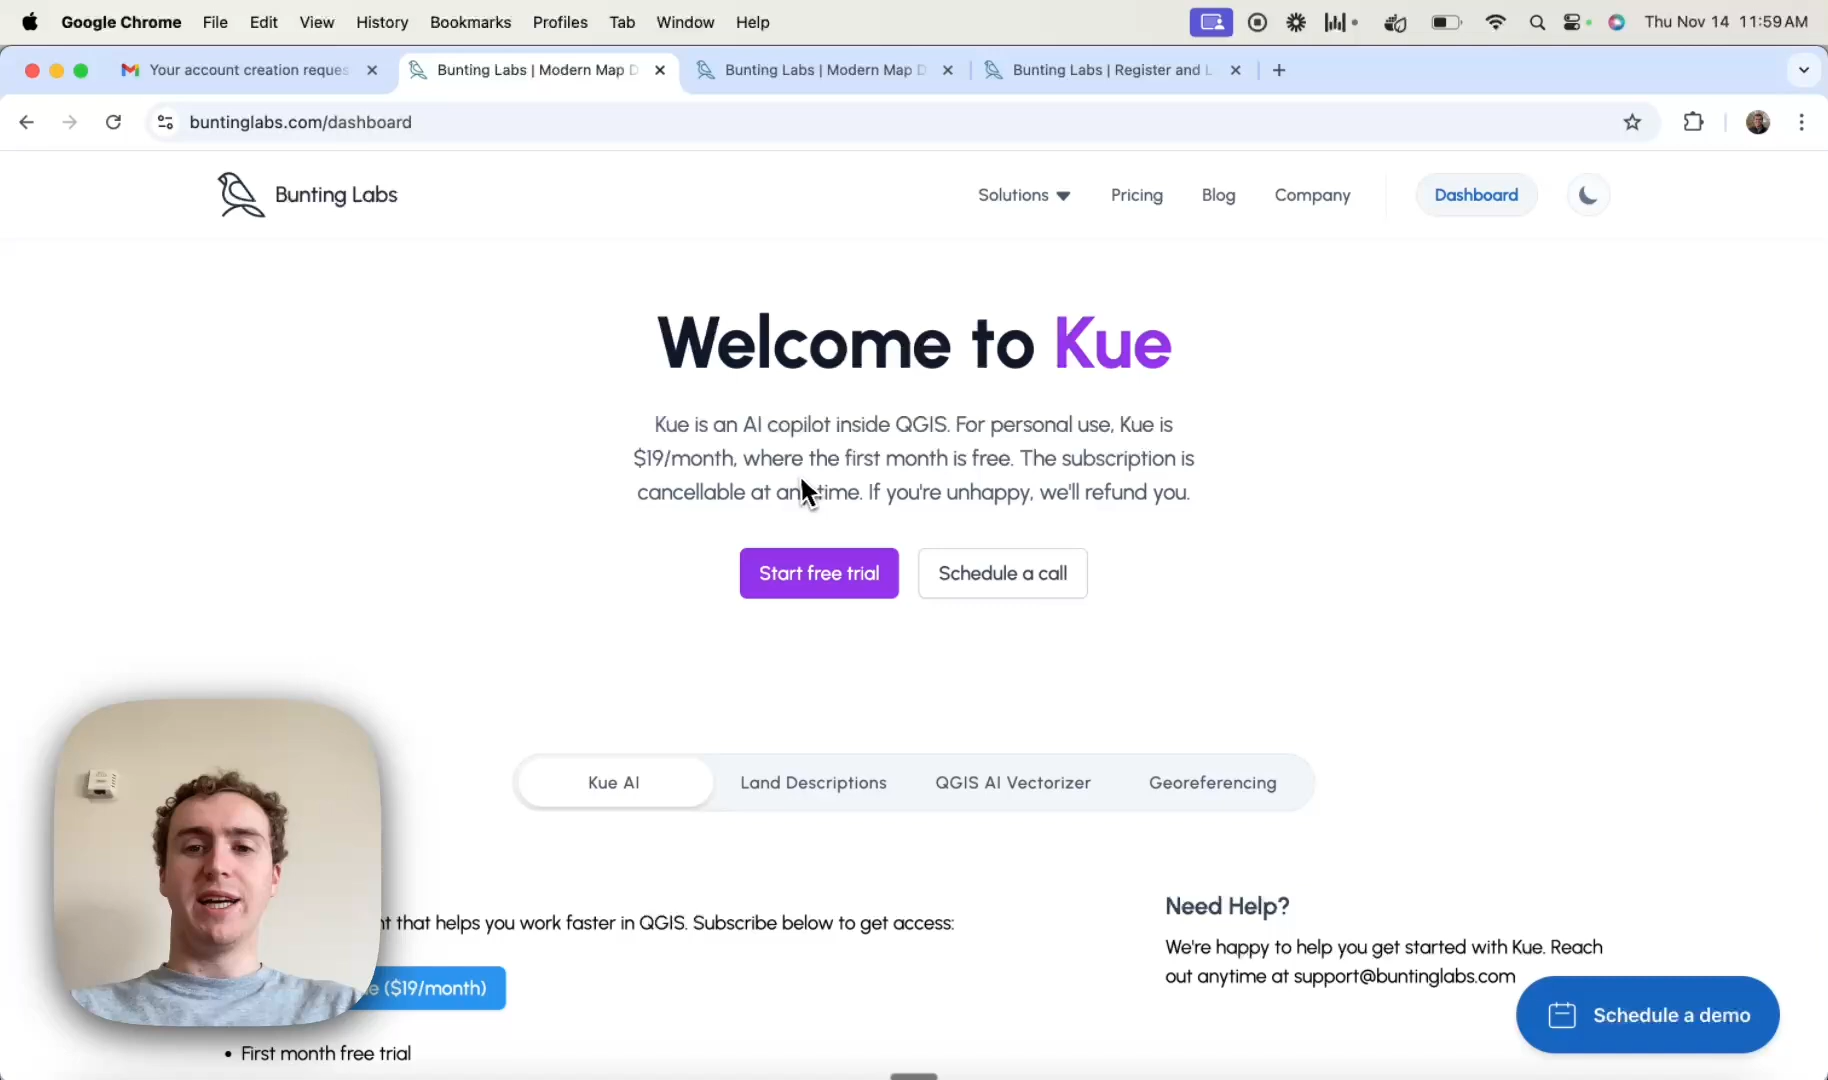 Google Chrome File Edit View History Bookmarks Profiles Tab Window Help Thu Nov 14 11:59 AM
Your account creation reques Bunting Labs | Modern Map D Bunting Labs | Modern Map D Bunting Labs | Register and L
buntinglabs.com/dashboard
Bunting Labs Solutions Pricing Blog Company Dashboard
Welcome to Kue
Kue is an AI copilot inside QGIS. For personal use, Kue is
$19/month, where the first month is free. The subscription is
cancellable at anytime. If you're unhappy, we'll refund you.
Start free trial Schedule a call
Kue AI Land Descriptions QGIS AI Vectorizer Georeferencing
that helps you work faster in QGIS. Subscribe below to get access:
($19/month)
• First month free trial
Need Help?
We're happy to help you get started with Kue. Reach
out anytime at support@buntinglabs.com
Schedule a demo